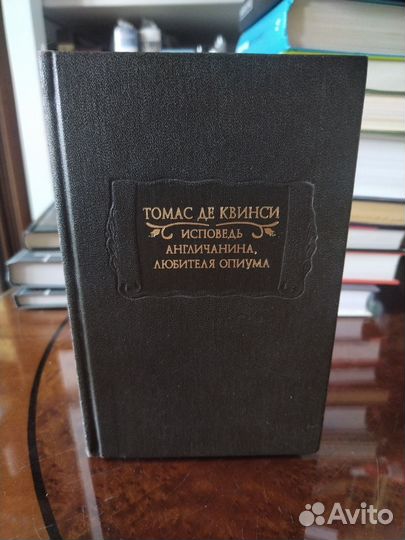 ТОМАС ДЕ КВИНСИ
ИСПОВЕДЬ
АНГЛИЧАНИНА,
ЛЮБИТЕЛЯ ОПИУМА
Avito